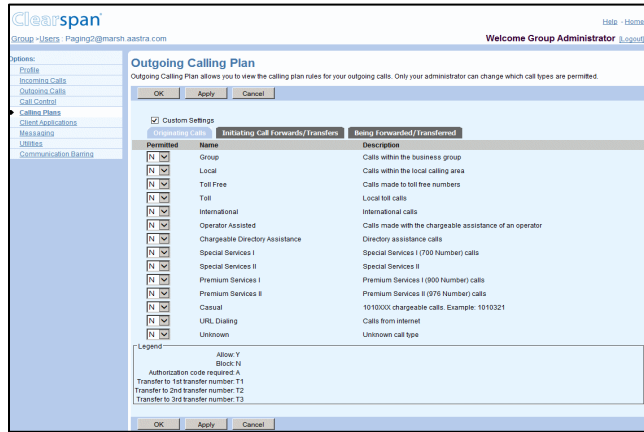 Clearspan
Help - Home
Group >Users : Paging2@marsh.aastra.com
Welcome Group Administrator [Logout]
Options:
Profile
Incoming Calls
Outgoing Calls
Call Control
Calling Plans
Client Applications
Messaging
Utilities
Communication Barring
Outgoing Calling Plan
Outgoing Calling Plan allows you to view the calling plan rules for your outgoing calls. Only your administrator can change which call types are permitted.
OK Apply Cancel
Custom Settings
Originating Calls Initiating Call Forwards/Transfers Being Forwarded/Transferred
Permitted Name Description
N Group Calls within the business group
N Local Calls within the local calling area
N Toll Free Calls made to toll free numbers
N Toll Local toll calls
N International International calls
N Operator Assisted Calls made with the chargeable assistance of an operator
N Chargeable Directory Assistance Directory assistance calls
N Special Services I Special Services I (700 Number) calls
N Special Services II Special Services II
N Premium Services I Premium Services I (900 Number) calls
N Premium Services II Premium Services II (976 Number) calls
N Casual 1010XXX chargeable calls. Example: 1010321
N URL Dialing Calls from internet
N Unknown Unknown call type
Legend
Allow: Y
Block: N
Authorization code required: A
Transfer to 1st transfer number: T1
Transfer to 2nd transfer number: T2
Transfer to 3rd transfer number: T3
OK Apply Cancel